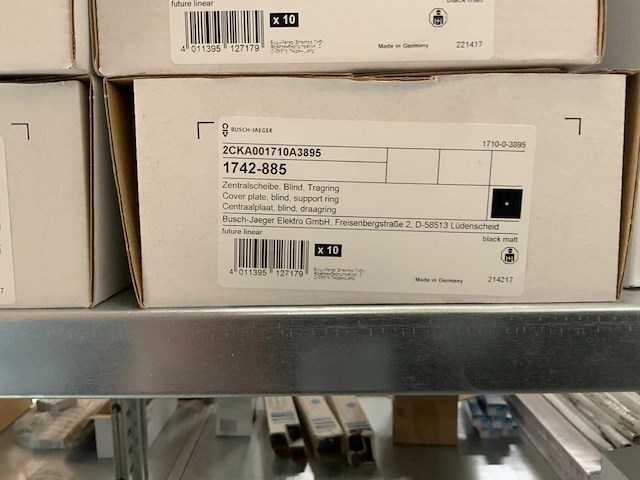 future linear
black matt
x 10
4 011395 127179
Made in Germany
221417
BUSCH-JAEGER
1710-0-3895
2CKA001710A3895
1742-885
Zentralscheibe, Blind, Tragring
Cover plate, blind, support ring
Centraalplaat, blind, draagring
Busch-Jaeger Elektro GmbH, Freisenbergstraße 2, D-58513 Lüdenscheid
future linear
black matt
x 10
4 011395 127179
Made in Germany
214217